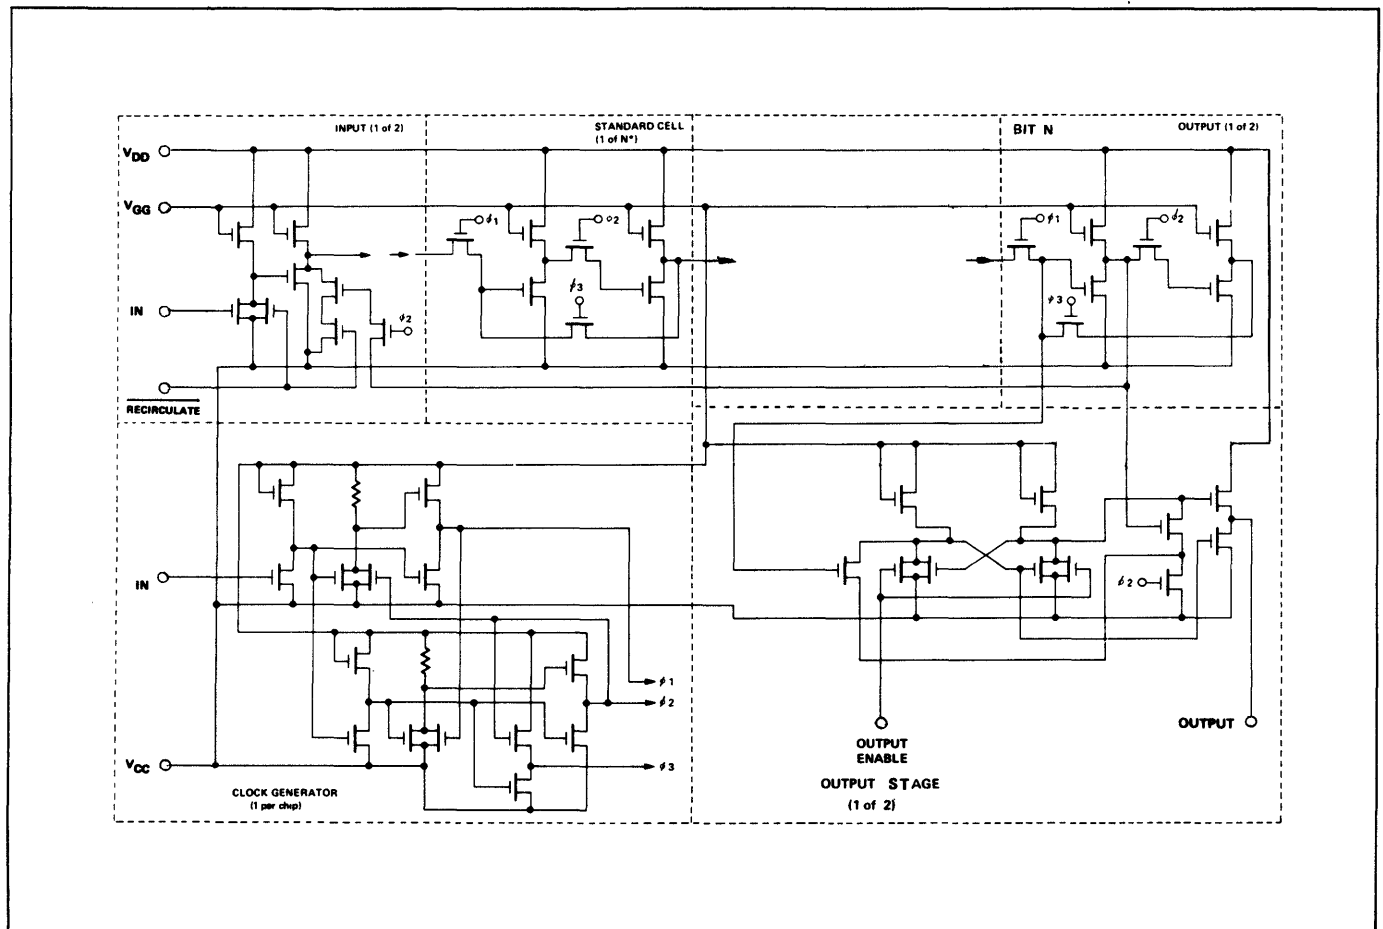 INPUT (1 of 2)
STANDARD CELL
(1 of N*)
BIT N
OUTPUT (1 of 2)
VDD
VGG
ϕ1
ϕ2
ϕ1
ϕ2
ϕ3
ϕ3
IN
ϕ2
RECIRCULATE
IN
ϕ2
ϕ1
ϕ2
ϕ3
VCC
CLOCK GENERATOR
(1 per chip)
OUTPUT
ENABLE
OUTPUT
OUTPUT STAGE
(1 of 2)